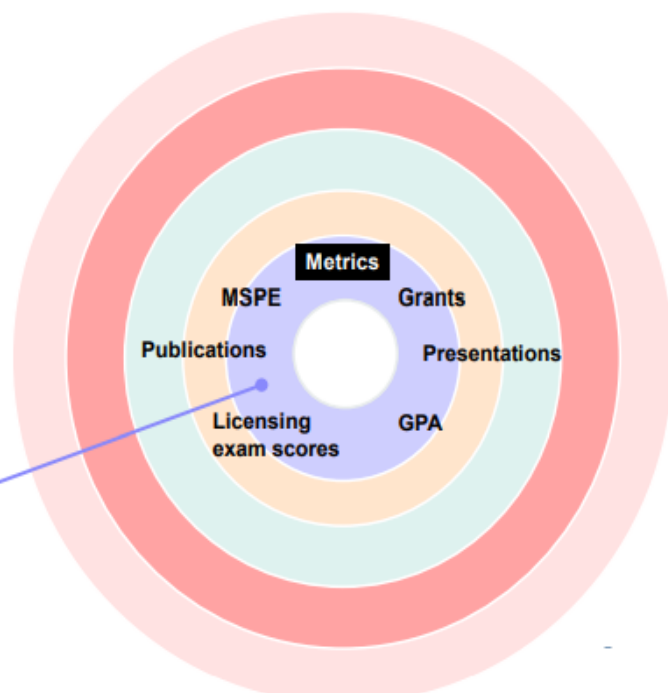 Metrics
MSPE
Grants
Publications
Presentations
Licensing
exam scores
GPA